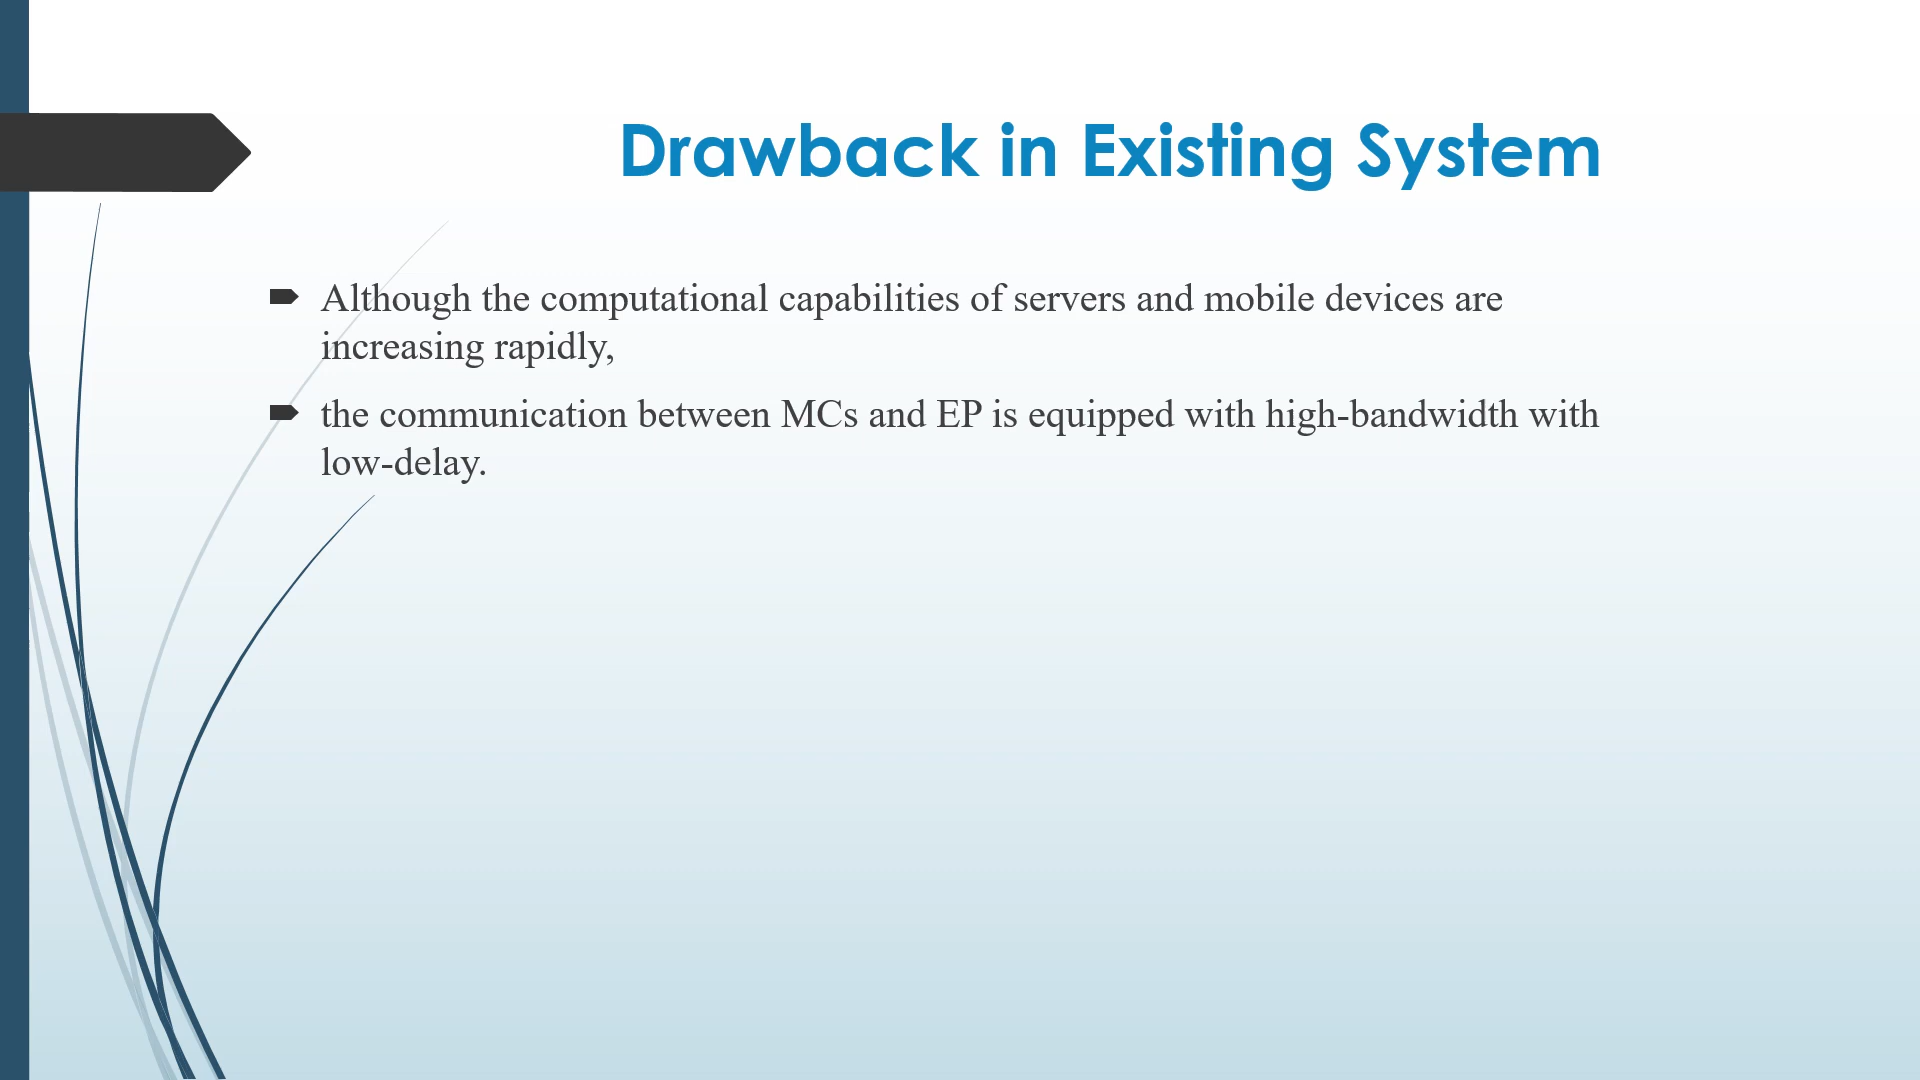 Drawback in Existing System
Although the computational capabilities of servers and mobile devices are
increasing rapidly,
the communication between MCs and EP is equipped with high-bandwidth with
low-delay.